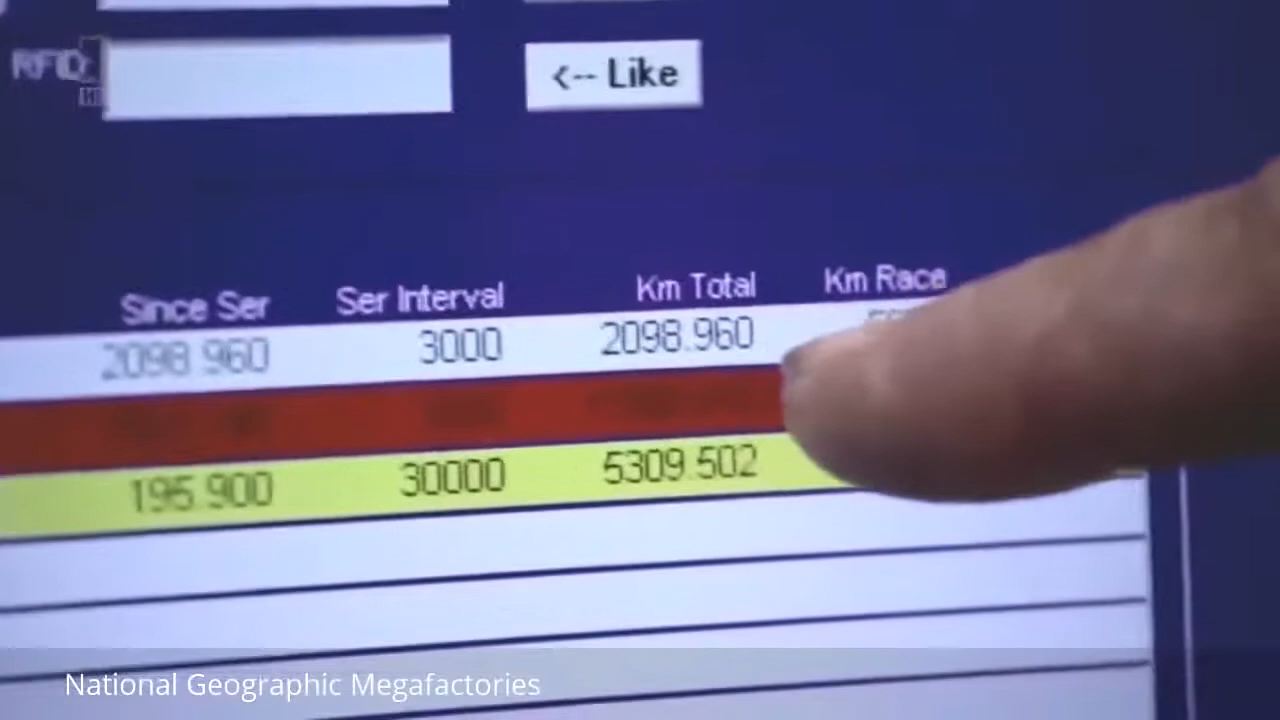 RFID:
<-- Like
Since Ser Ser Interval Km Total Km Race
2098.960 3000 2098.960
195.900 30000 5309.502
National Geographic Megafactories